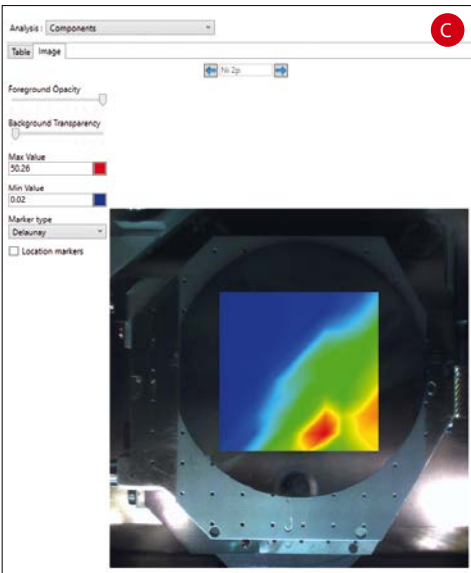 C
Analysis : Components
Table Image
Ni 2p
Foreground Opacity
Background Transparency
Max Value
50.26
Min Value
0.02
Marker type
Delaunay
Location markers